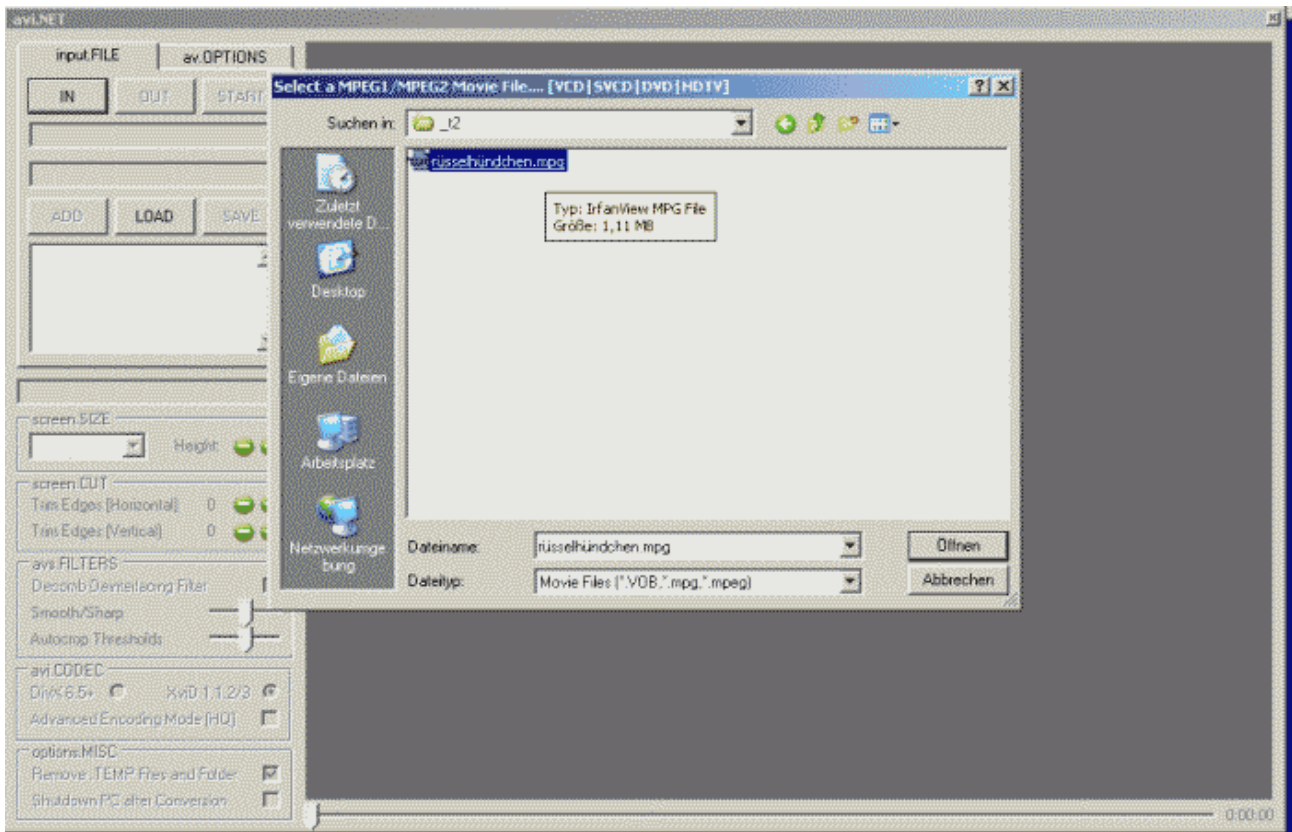 avi.NET
input.FILE
av.OPTIONS
IN
OUT
START
ADD
LOAD
SAVE
screen.SIZE
Height:
screen.CUT
Trim Edges (Horizontal) 0
Trim Edges (Vertical) 0
avs.FILTERS
Decomb Deinterlacing Filter
Smooth/Sharp
Autocrop Thresholds
avi.CODEC
DivX 6.5+
XviD 1.1.2/3
Advanced Encoding Mode (HQ)
options.MISC
Remove .TEMP Files and Folder
Shutdown PC after Conversion
Select a MPEG1/MPEG2 Movie File.... [VCD|SVCD|DVD|HDTV]
Suchen in:
_t2
Zuletzt
verwendete D...
Desktop
Eigene Dateien
Arbeitsplatz
Netzwerkumge
bung
rüsselhündchen.mpg
Typ: IrfanView MPG File
Größe: 1,11 MB
Dateiname:
rüsselhündchen.mpg
Öffnen
Dateityp:
Movie Files (*.VOB,*.mpg,*.mpeg)
Abbrechen
0:00:00